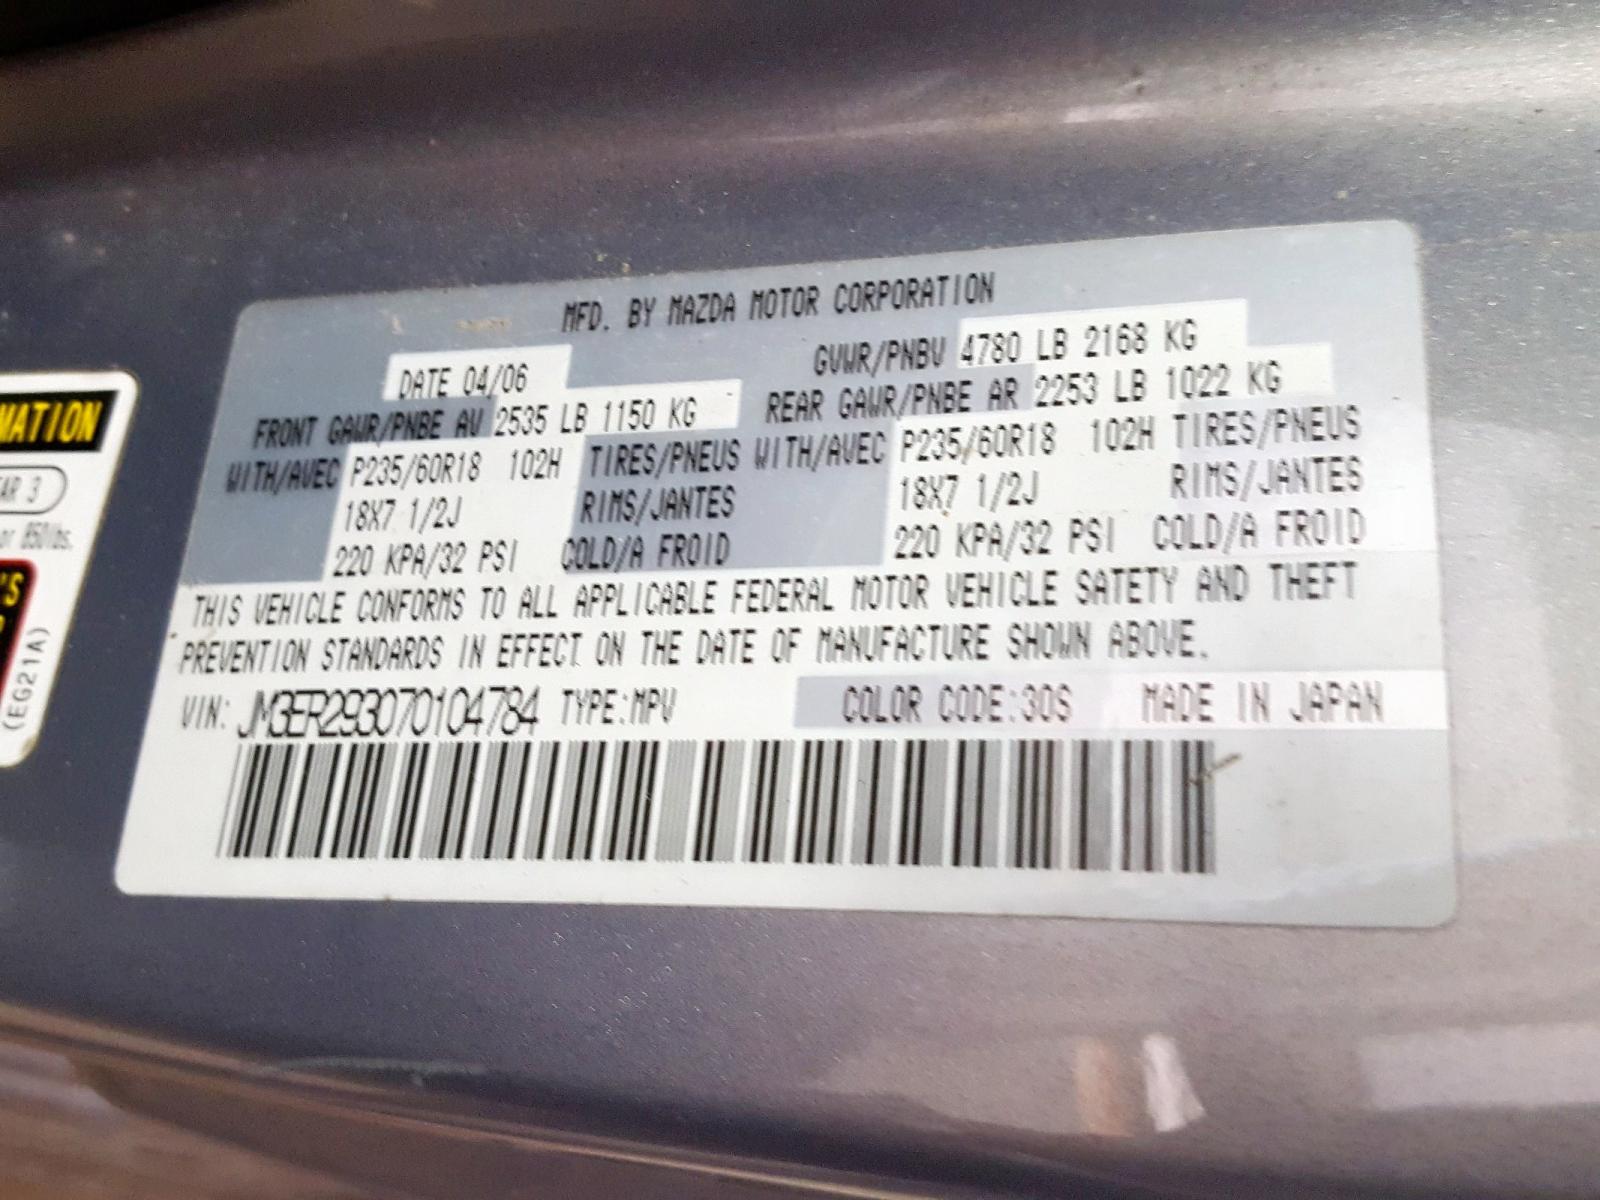 MFD. BY MAZDA MOTOR CORPORATION
DATE 04/06 GVWR/PNBV 4780 LB 2168 KG
FRONT GAWR/PNBE AV 2535 LB 1150 KG REAR GAWR/PNBE AR 2253 LB 1022 KG
WITH/AVEC P235/60R18 102H TIRES/PNEUS WITH/AVEC P235/60R18 102H TIRES/PNEUS
18X7 1/2J RIMS/JANTES 18X7 1/2J RIMS/JANTES
220 KPA/32 PSI COLD/A FROID 220 KPA/32 PSI COLD/A FROID
THIS VEHICLE CONFORMS TO ALL APPLICABLE FEDERAL MOTOR VEHICLE SATETY AND THEFT
PREVENTION STANDARDS IN EFFECT ON THE DATE OF MANUFACTURE SHOWN ABOVE.
VIN: JM3ER293070104784 TYPE:MPV COLOR CODE:30S MADE IN JAPAN
MATION
AR 3
or 850lbs.
'S
(EG21A)